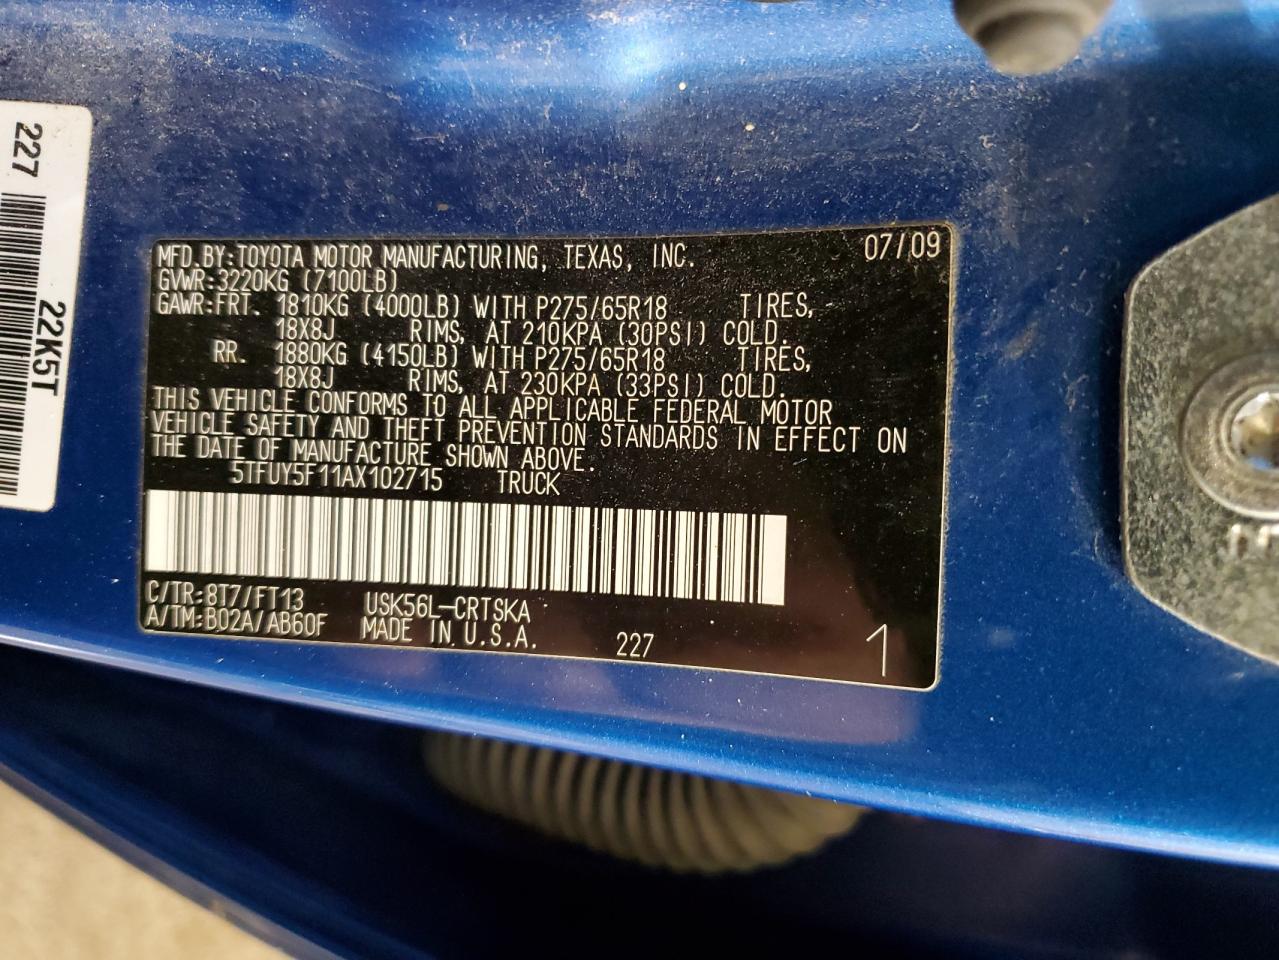 227
22K5T
MFD.BY:TOYOTA MOTOR MANUFACTURING, TEXAS, INC. 07/09
GVWR:3220KG (7100LB)
GAWR:FRT. 1810KG (4000LB) WITH P275/65R18 TIRES,
18X8J RIMS, AT 210KPA (30PSI) COLD.
RR. 1880KG (4150LB) WITH P275/65R18 TIRES,
18X8J RIMS, AT 230KPA (33PSI) COLD.
THIS VEHICLE CONFORMS TO ALL APPLICABLE FEDERAL MOTOR
VEHICLE SAFETY AND THEFT PREVENTION STANDARDS IN EFFECT ON
THE DATE OF MANUFACTURE SHOWN ABOVE.
5TFUY5F11AX102715 TRUCK
C/TR:8T7/FT13 USK56L-CRTSKA
A/TM:B02A/AB60F MADE IN U.S.A. 227 1